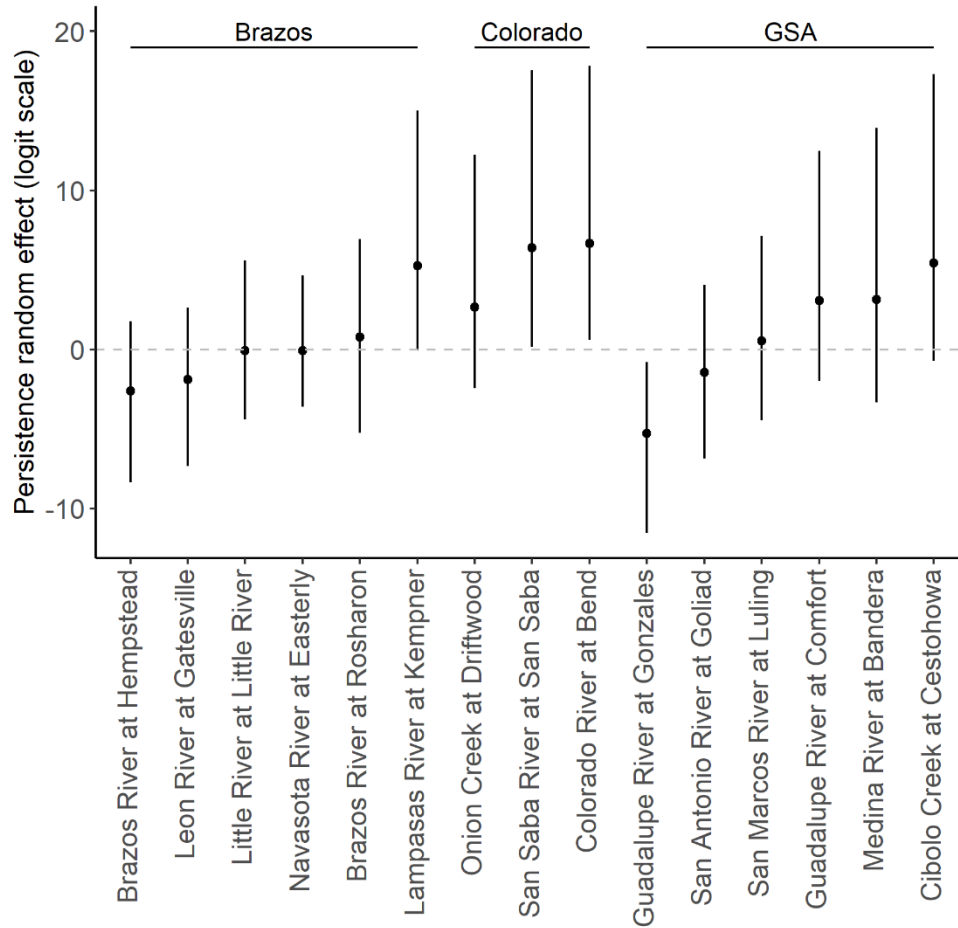 Persistence random effect (logit scale)
20
10
0
-10
Brazos
Colorado
GSA
Brazos River at Hempstead
Leon River at Gatesville
Little River at Little River
Navasota River at Easterly
Brazos River at Rosharon
Lampasas River at Kempner
Onion Creek at Driftwood
San Saba River at San Saba
Colorado River at Bend
Guadalupe River at Gonzales
San Antonio River at Goliad
San Marcos River at Luling
Guadalupe River at Comfort
Medina River at Bandera
Cibolo Creek at Cestohowa